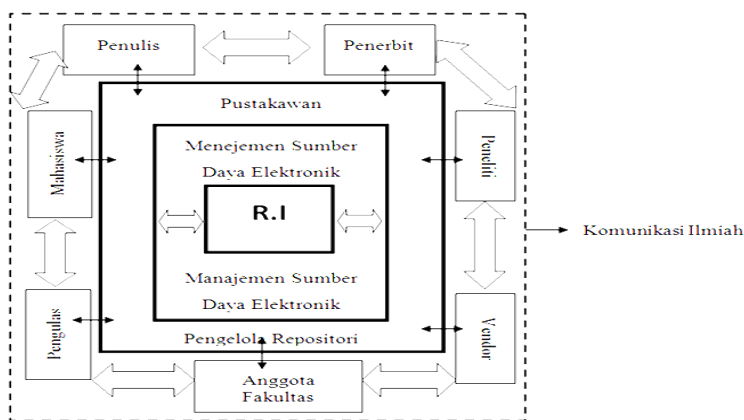 Penulis
Penerbit
Pustakawan
Mahasiswa
Menejemen Sumber
Daya Elektronik
Peneliti
R.I
Komunikasi Ilmiah
Manajemen Sumber
Daya Elektronik
Pengulas
Vendor
Pengelola Repositori
Anggota
Fakultas